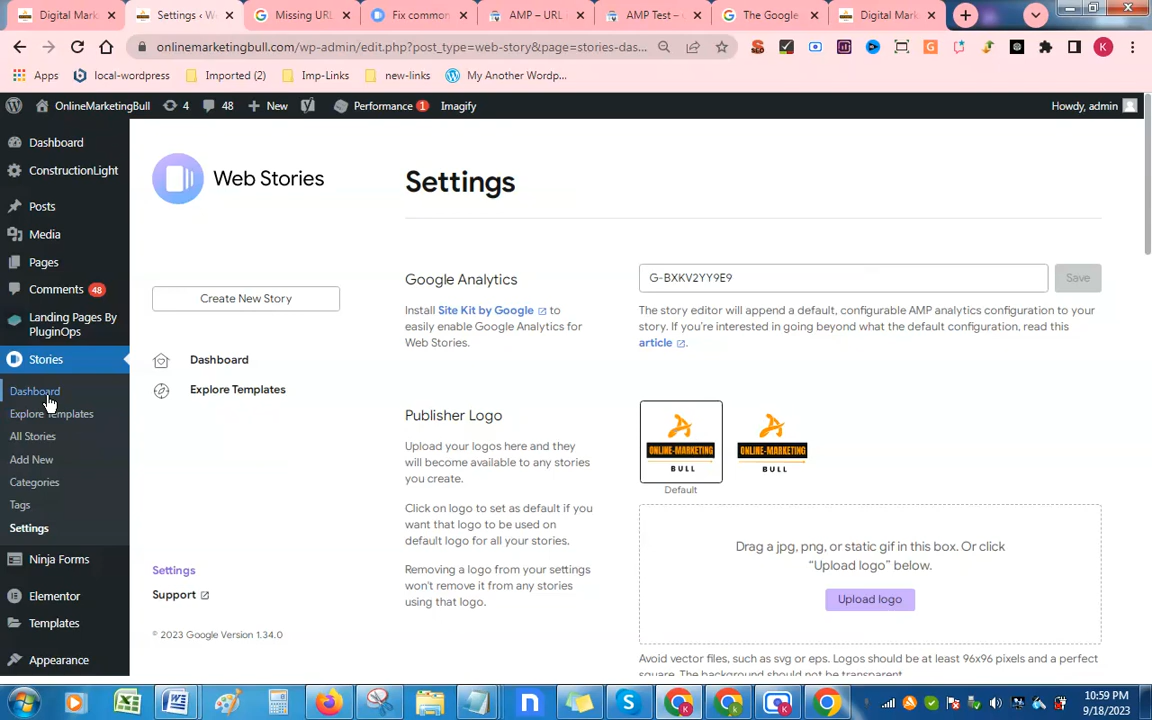 Digital Mark
Settings ‹ W
Missing URL
Fix common
AMP – URL
AMP Test –
The Google
Digital Mark
onlinemarketingbull.com/wp-admin/edit.php?post_type=web-story&page=stories-das...
K
Apps
local-wordpress
Imported (2)
Imp-Links
new-links
My Another Wordp...
OnlineMarketingBull
4
48
New
Performance 1
Imagify
Howdy, admin
Dashboard
ConstructionLight
Posts
Media
Pages
Comments 48
Landing Pages By
PluginOps
Stories
Dashboard
Explore Templates
All Stories
Add New
Categories
Tags
Settings
Ninja Forms
Elementor
Templates
Appearance
Web Stories
Create New Story
Dashboard
Explore Templates
Settings
Support
© 2023 Google Version 1.34.0
Settings
Google Analytics
Install Site Kit by Google to
easily enable Google Analytics for
Web Stories.
G-BXKV2YY9E9
Save
The story editor will append a default, configurable AMP analytics configuration to your
story. If you're interested in going beyond what the default configuration, read this
article.
Publisher Logo
Upload your logos here and they
will become available to any stories
you create.
Click on logo to set as default if you
want that logo to be used on
default logo for all your stories.
Removing a logo from your settings
won't remove it from any stories
using that logo.
ONLINE-MARKETING
BULL
ONLINE-MARKETING
BULL
Default
Drag a jpg, png, or static gif in this box. Or click
“Upload logo” below.
Upload logo
Avoid vector files, such as svg or eps. Logos should be at least 96x96 pixels and a perfect
square. The background should not be transparent.
10:59 PM
9/18/2023